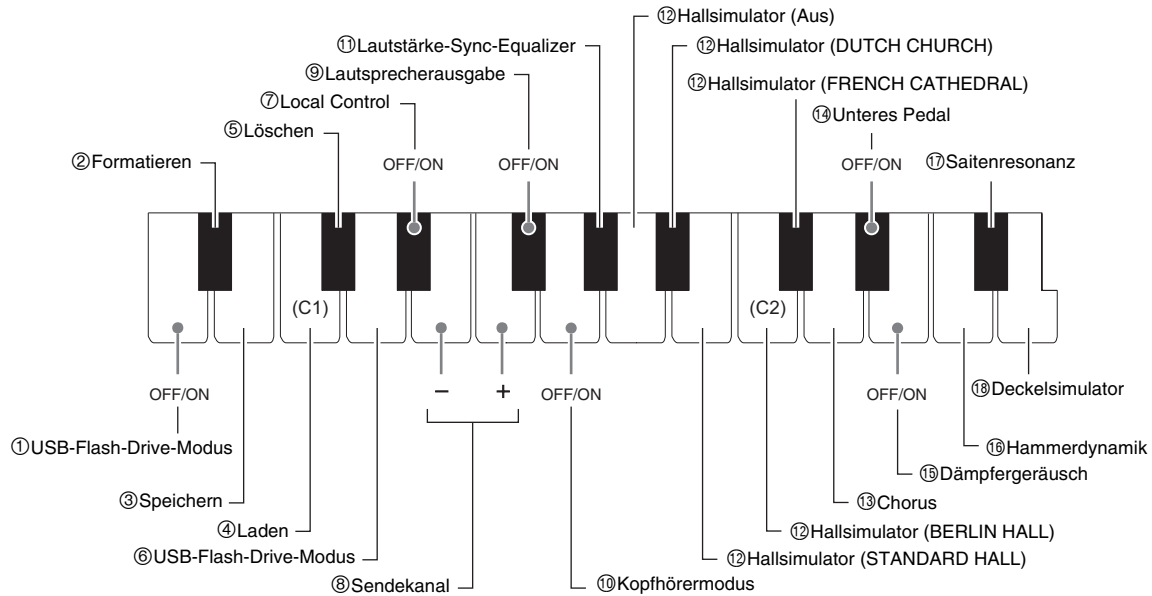 ⑫Hallsimulator (Aus)
⑪Lautstärke-Sync-Equalizer
⑫Hallsimulator (DUTCH CHURCH)
⑨Lautsprecherausgabe
⑫Hallsimulator (FRENCH CATHEDRAL)
⑦Local Control
⑭Unteres Pedal
⑤Löschen
②Formatieren
OFF/ON
OFF/ON
OFF/ON
⑰Saitenresonanz
(C1)
(C2)
OFF/ON
− +
OFF/ON
OFF/ON
⑱Deckelsimulator
①USB-Flash-Drive-Modus
⑯Hammerdynamik
⑮Dämpfergeräusch
③Speichern
⑬Chorus
④Laden
⑫Hallsimulator (BERLIN HALL)
⑥USB-Flash-Drive-Modus
⑫Hallsimulator (STANDARD HALL)
⑧Sendekanal
⑩Kopfhörermodus